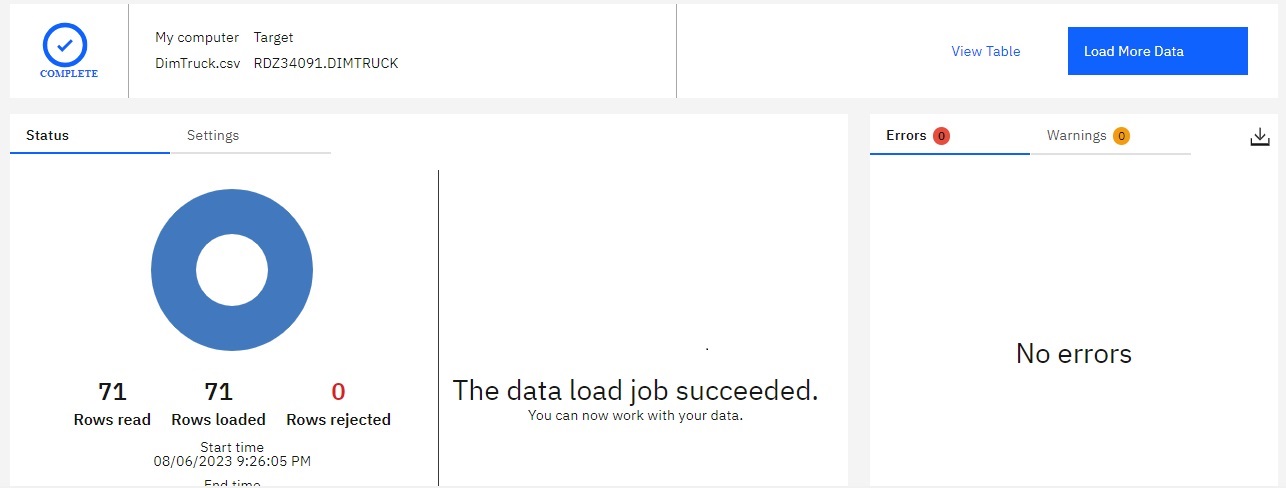 COMPLETE
My computer Target
DimTruck.csv RDZ34091.DIMTRUCK
View Table
Load More Data
Status Settings
71 71 0
Rows read Rows loaded Rows rejected
Start time
08/06/2023 9:26:05 PM
End time
The data load job succeeded.
You can now work with your data.
Errors 0 Warnings 0
No errors